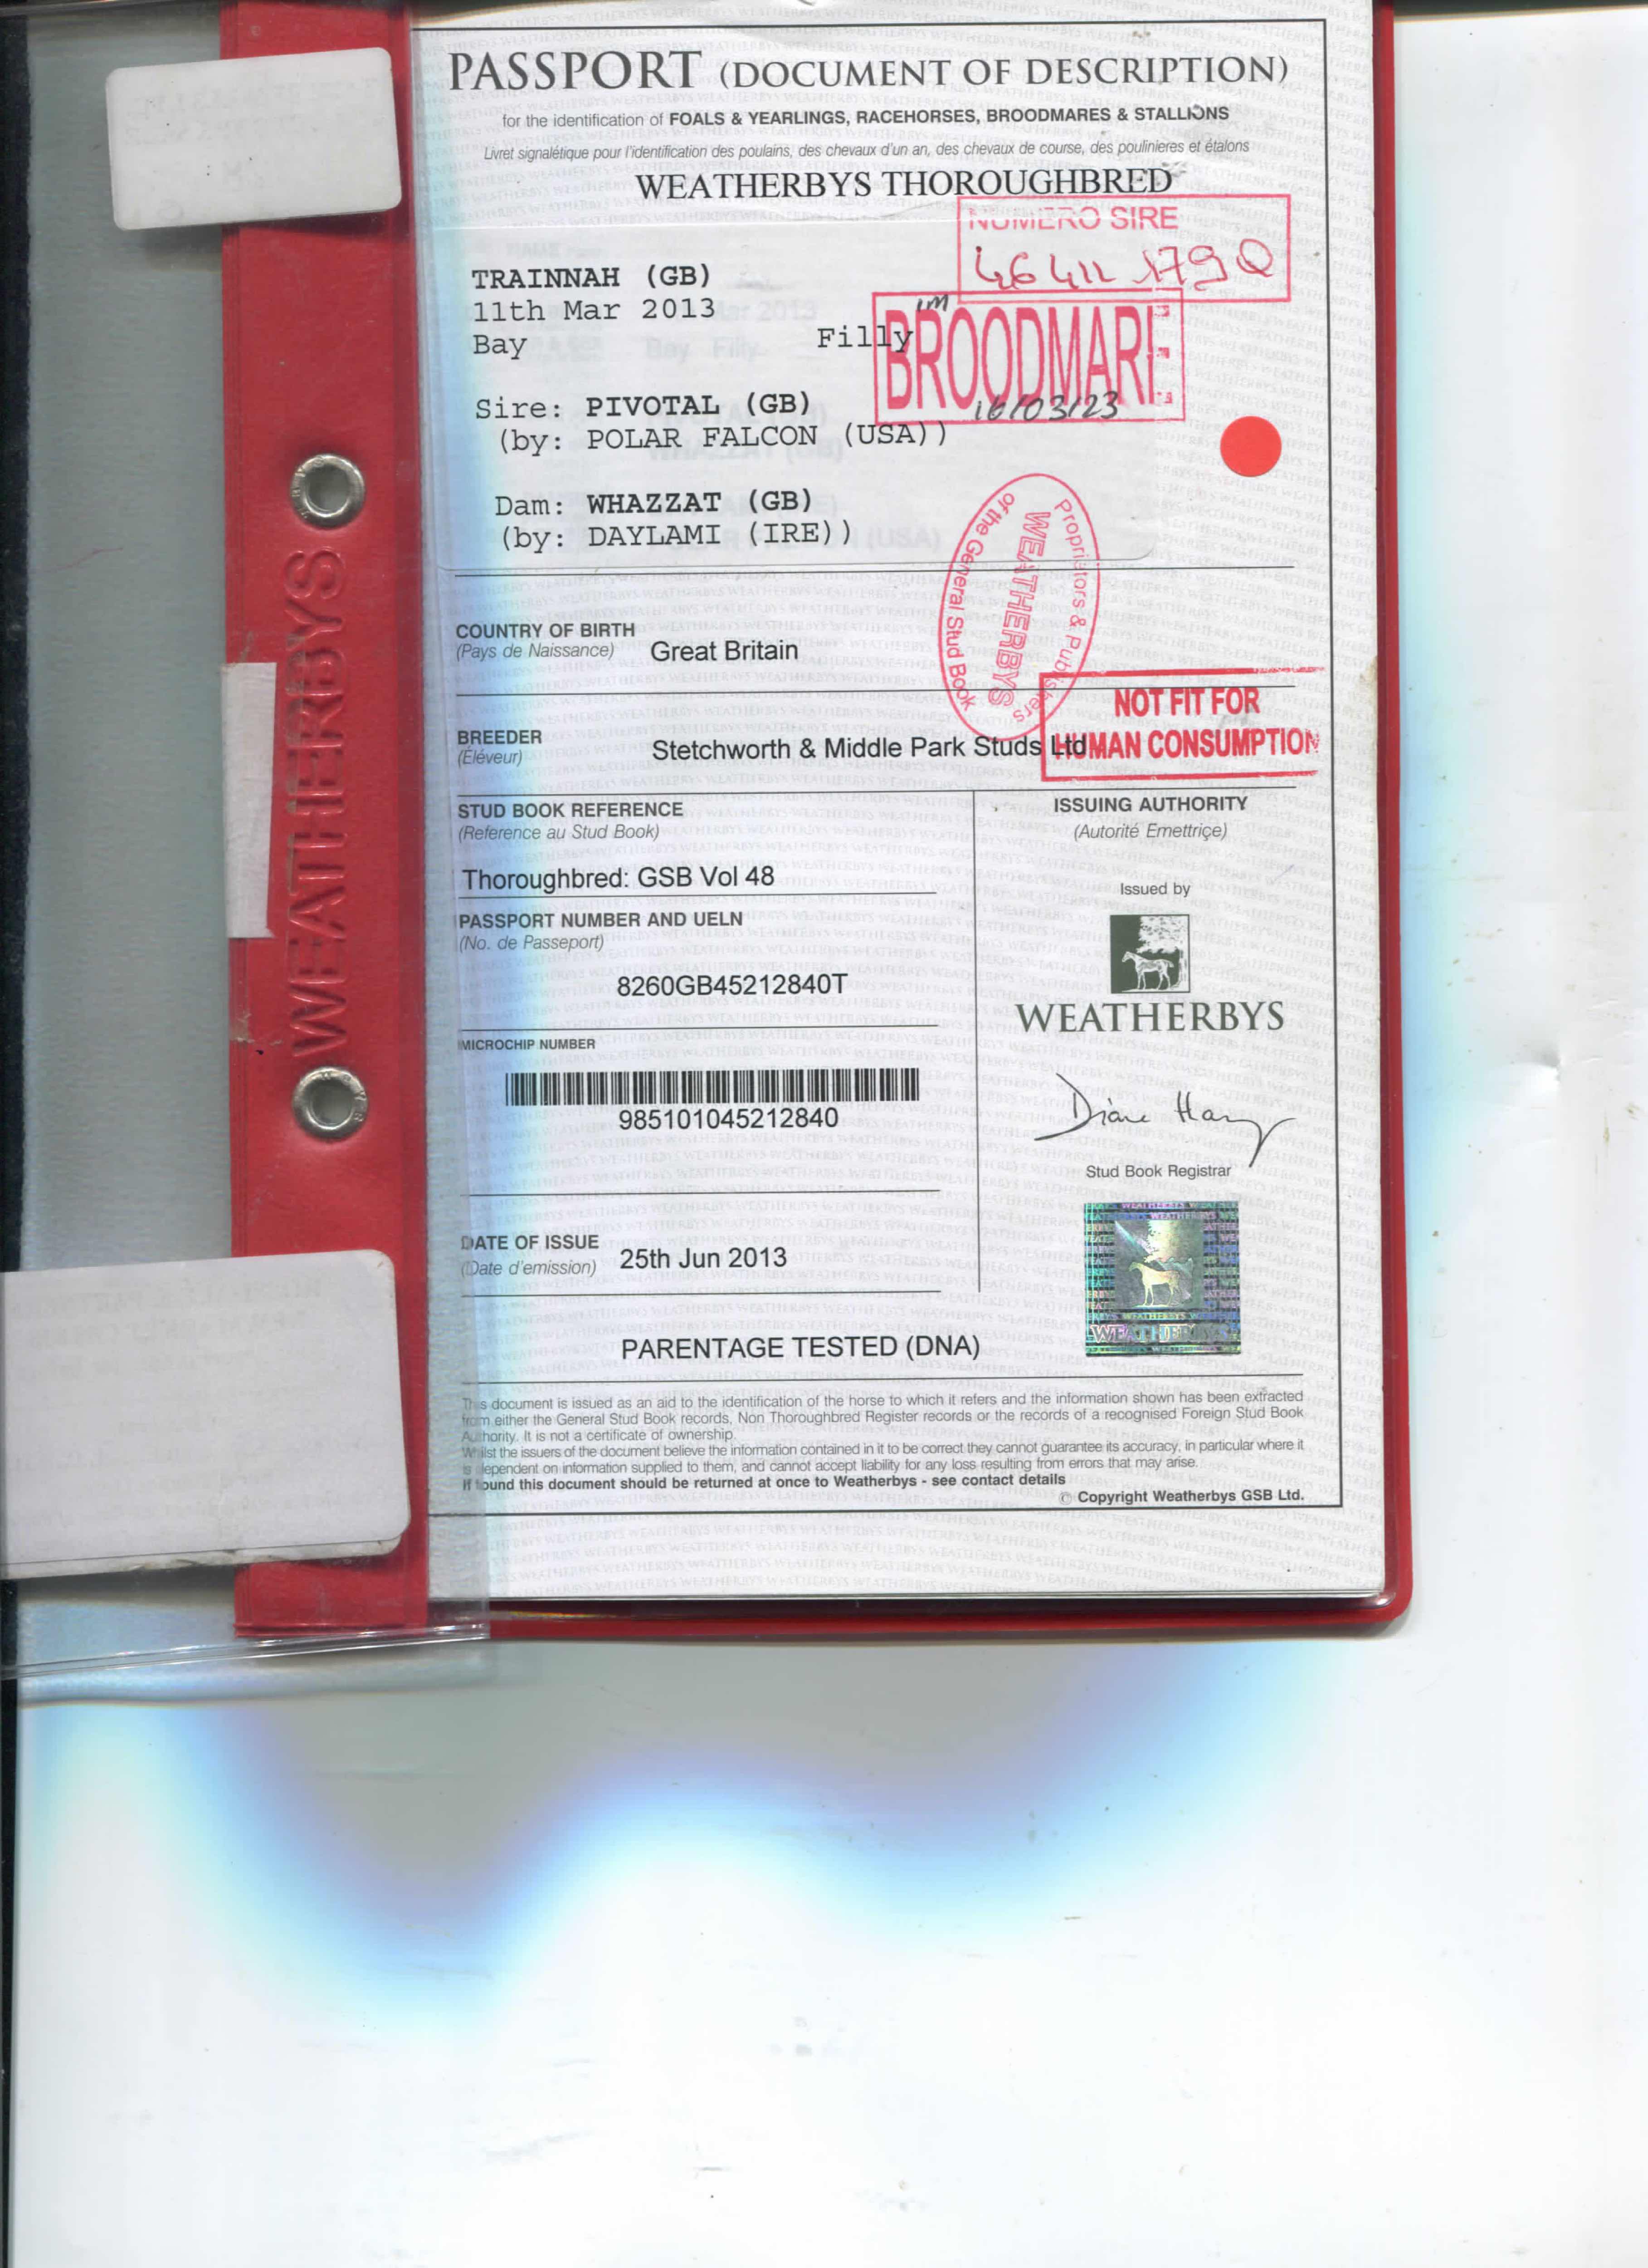 PASSPORT (DOCUMENT OF DESCRIPTION)
for the identification of FOALS & YEARLINGS, RACEHORSES, BROODMARES & STALLIONS
Livret signalétique pour l'identification des poulains, des chevaux d'un an, des chevaux de course, des poulinieres et étalons
WEATHERBYS THOROUGHBRED
NUMERO SIRE
TRAINNAH (GB)
11th Mar 2013
Bay Filly
BROODMARE
16/03/23
Sire: PIVOTAL (GB)
(by: POLAR FALCON (USA))
Dam: WHAZZAT (GB)
(by: DAYLAMI (IRE))
Propriators & Publishers
WEATHERBYS
of the General Stud Book
COUNTRY OF BIRTH
(Pays de Naissance) Great Britain
NOT FIT FOR
HUMAN CONSUMPTION
BREEDER
(Éléveur) Stetchworth & Middle Park Studs Ltd
STUD BOOK REFERENCE
(Reference au Stud Book)
Thoroughbred: GSB Vol 48
PASSPORT NUMBER AND UELN
(No. de Passeport)
8260GB45212840T
MICROCHIP NUMBER
985101045212840
DATE OF ISSUE
(Date d'emission) 25th Jun 2013
PARENTAGE TESTED (DNA)
ISSUING AUTHORITY
(Autorité Emettriçe)
Issued by
WEATHERBYS
Stud Book Registrar
WEATHERBYS
This document is issued as an aid to the identification of the horse to which it refers and the information shown has been extracted
from either the General Stud Book records, Non Thoroughbred Register records or the records of a recognised Foreign Stud Book
Authority. It is not a certificate of ownership.
Whilst the issuers of the document believe the information contained in it to be correct they cannot guarantee its accuracy, in particular where it
is dependent on information supplied to them, and cannot accept liability for any loss resulting from errors that may arise.
If found this document should be returned at once to Weatherbys - see contact details
© Copyright Weatherbys GSB Ltd.
WEATHERBYS